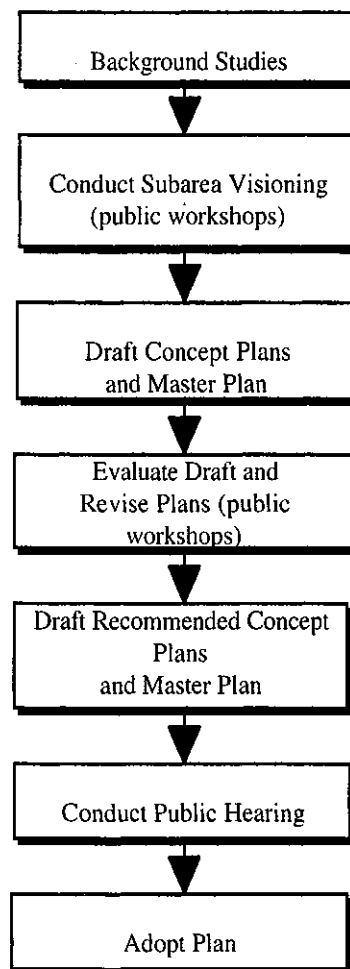 Background Studies
Conduct Subarea Visioning
(public workshops)
Draft Concept Plans
and Master Plan
Evaluate Draft and
Revise Plans (public
workshops)
Draft Recommended Concept
Plans
and Master Plan
Conduct Public Hearing
Adopt Plan